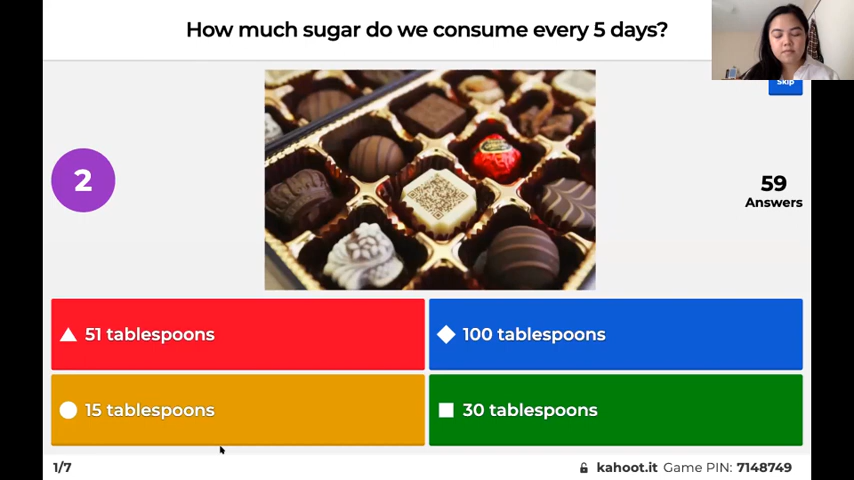 How much sugar do we consume every 5 days?
Skip
2
59
Answers
51 tablespoons
100 tablespoons
15 tablespoons
30 tablespoons
1/7
kahoot.it Game PIN: 7148749